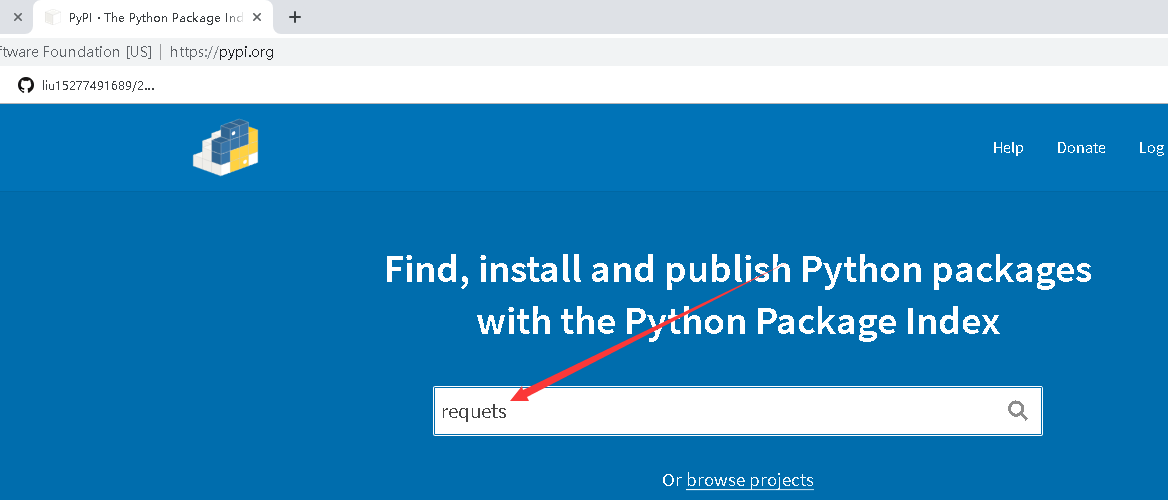 PyPI · The Python Package Ind
ftware Foundation [US] | https://pypi.org
liu15277491689/2...
Help Donate Log
Find, install and publish Python packages
with the Python Package Index
requets
Or browse projects